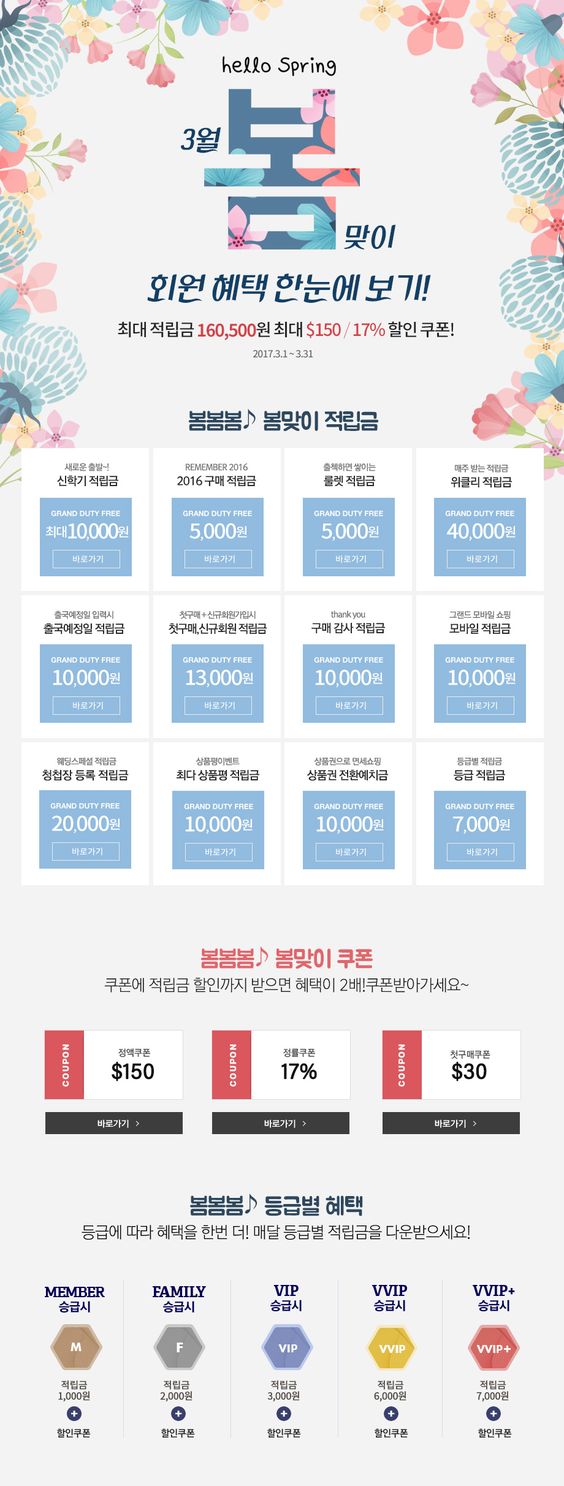 hello Spring
3월
봄
맞이
회원 혜택 한눈에 보기!
최대 적립금 160,500원 최대 $150 / 17% 할인 쿠폰!
2017.3.1 ~ 3.31
봄봄봄♪ 봄맞이 적립금
새로운 출발~!
신학기 적립금
GRAND DUTY FREE
최대10,000원
바로가기
REMEMBER 2016
2016 구매 적립금
GRAND DUTY FREE
5,000원
바로가기
출첵하면 쌓이는
룰렛 적립금
GRAND DUTY FREE
5,000원
바로가기
매주 받는 적립금
위클리 적립금
GRAND DUTY FREE
40,000원
바로가기
출국예정일 입력시
출국예정일 적립금
GRAND DUTY FREE
10,000원
바로가기
첫구매+신규회원가입시
첫구매,신규회원 적립금
GRAND DUTY FREE
13,000원
바로가기
thank you
구매 감사 적립금
GRAND DUTY FREE
10,000원
바로가기
그랜드 모바일 쇼핑
모바일 적립금
GRAND DUTY FREE
10,000원
바로가기
웨딩스페셜 적립금
청첩장 등록 적립금
GRAND DUTY FREE
20,000원
바로가기
상품평이벤트
최다 상품평 적립금
GRAND DUTY FREE
10,000원
바로가기
상품권으로 면세쇼핑
상품권 전환예치금
GRAND DUTY FREE
10,000원
바로가기
등급별 적립금
등급 적립금
GRAND DUTY FREE
7,000원
바로가기
봄봄봄♪ 봄맞이 쿠폰
쿠폰에 적립금 할인까지 받으면 혜택이 2배!쿠폰받아가세요~
COUPON
정액쿠폰
$150
바로가기 >
COUPON
정률쿠폰
17%
바로가기 >
COUPON
첫구매쿠폰
$30
바로가기 >
봄봄봄♪ 등급별 혜택
등급에 따라 혜택을 한번 더! 매달 등급별 적립금을 다운받으세요!
MEMBER
승급시
M
적립금
1,000원
+
할인쿠폰
FAMILY
승급시
F
적립금
2,000원
+
할인쿠폰
VIP
승급시
VIP
적립금
3,000원
+
할인쿠폰
VVIP
승급시
VVIP
적립금
6,000원
+
할인쿠폰
VVIP+
승급시
VVIP+
적립금
7,000원
+
할인쿠폰